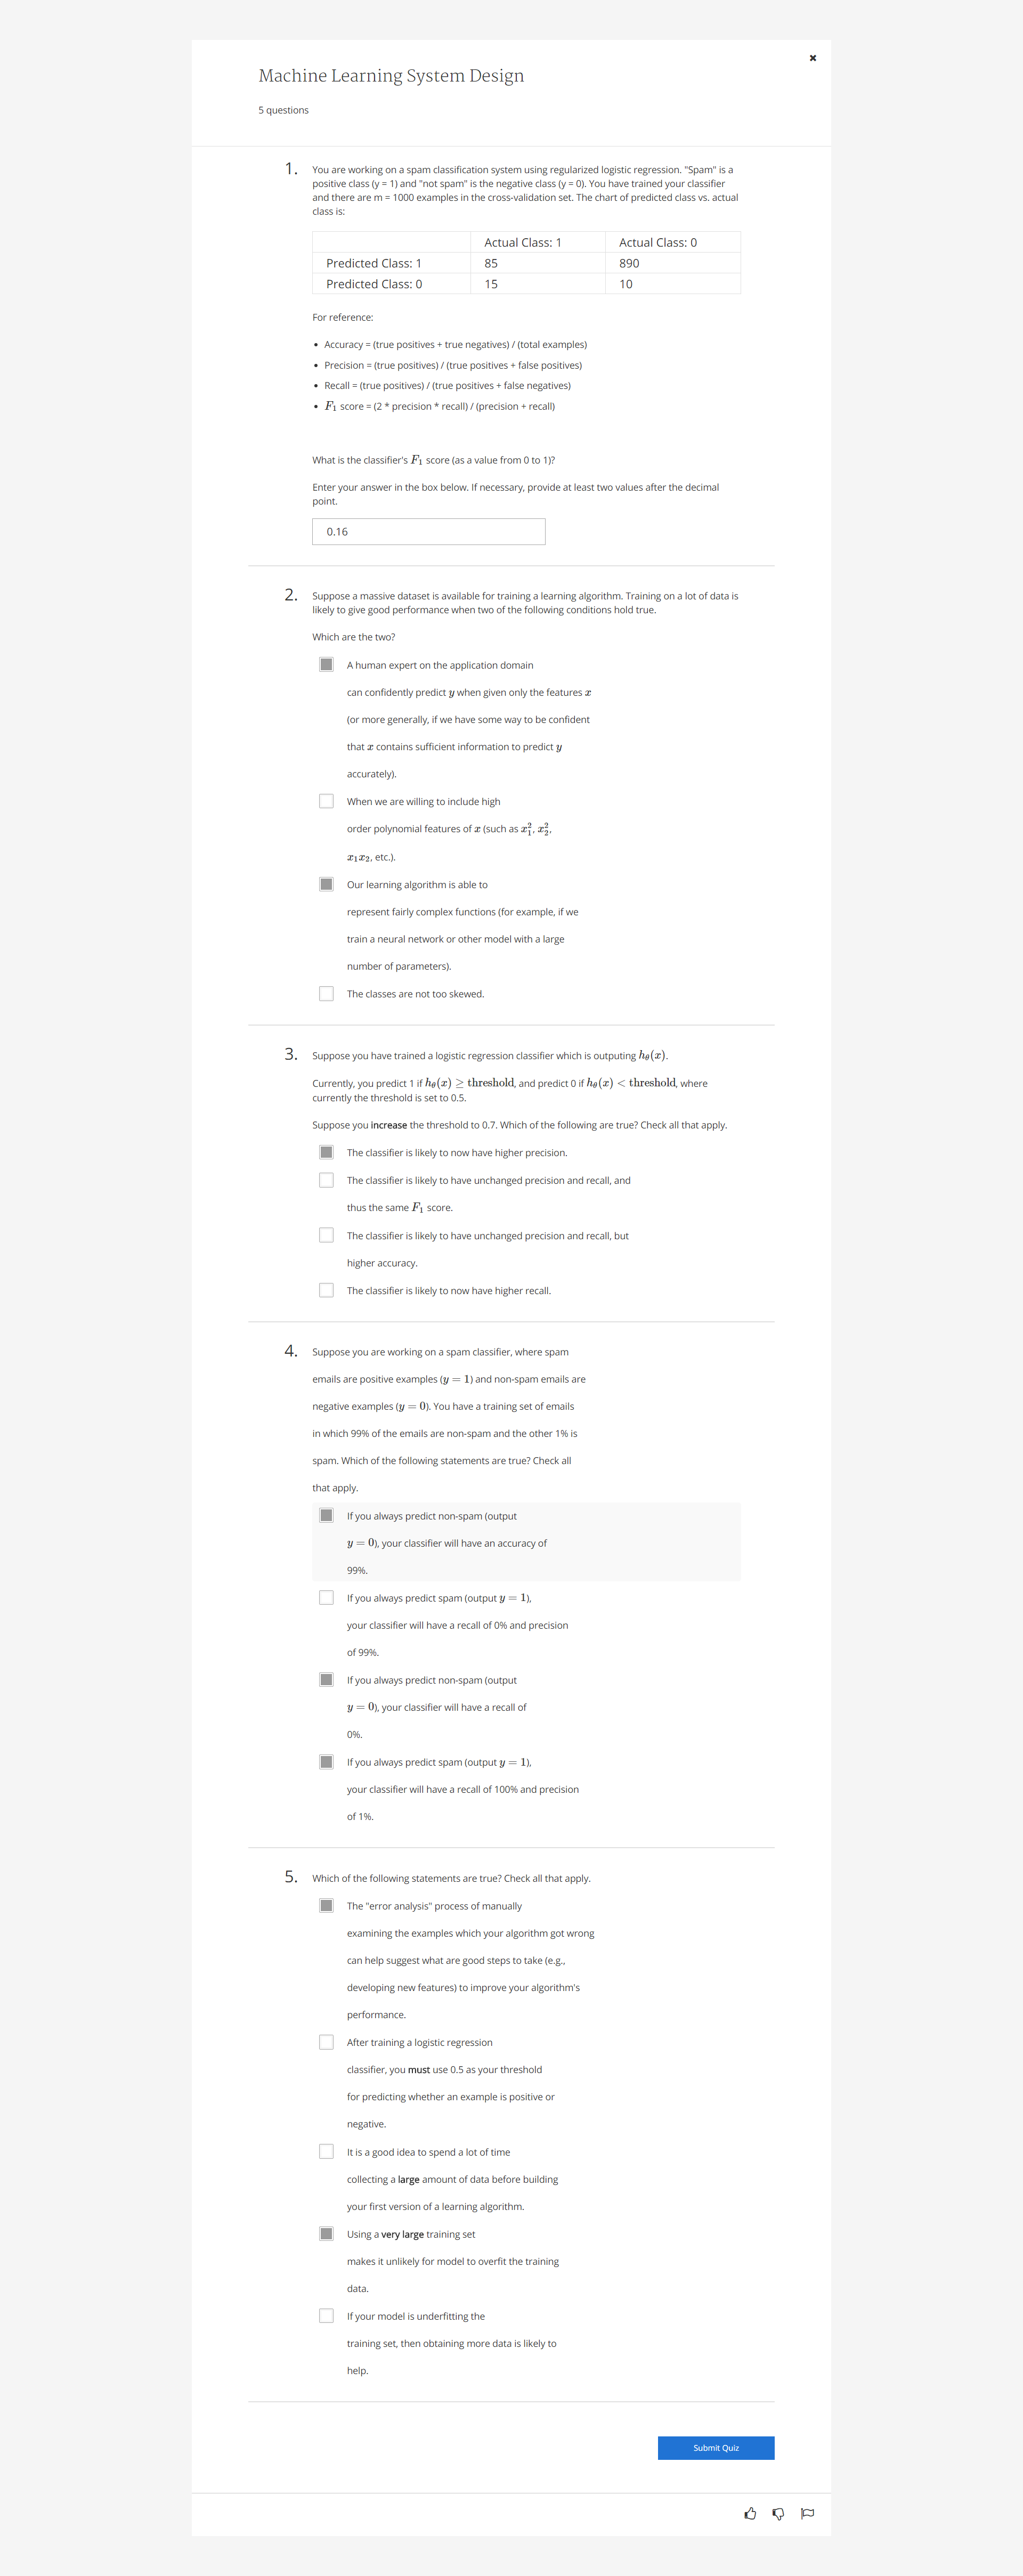 Machine Learning System Design
5 questions
1. You are working on a spam classification system using regularized logistic regression. "Spam" is a
positive class (y = 1) and "not spam" is the negative class (y = 0). You have trained your classifier
and there are m = 1000 examples in the cross-validation set. The chart of predicted class vs. actual
class is:
Actual Class: 1 Actual Class: 0
Predicted Class: 1 85 890
Predicted Class: 0 15 10
For reference:
• Accuracy = (true positives + true negatives) / (total examples)
• Precision = (true positives) / (true positives + false positives)
• Recall = (true positives) / (true positives + false negatives)
• F₁ score = (2 * precision * recall) / (precision + recall)
What is the classifier's F₁ score (as a value from 0 to 1)?
Enter your answer in the box below. If necessary, provide at least two values after the decimal
point.
0.16
2. Suppose a massive dataset is available for training a learning algorithm. Training on a lot of data is
likely to give good performance when two of the following conditions hold true.
Which are the two?
A human expert on the application domain
can confidently predict y when given only the features x
(or more generally, if we have some way to be confident
that x contains sufficient information to predict y
accurately).
When we are willing to include high
order polynomial features of x (such as x₁², x₂²,
x₁x₂, etc.).
Our learning algorithm is able to
represent fairly complex functions (for example, if we
train a neural network or other model with a large
number of parameters).
The classes are not too skewed.
3. Suppose you have trained a logistic regression classifier which is outputing hθ(x).
Currently, you predict 1 if hθ(x) ≥ threshold, and predict 0 if hθ(x) < threshold, where
currently the threshold is set to 0.5.
Suppose you increase the threshold to 0.7. Which of the following are true? Check all that apply.
The classifier is likely to now have higher precision.
The classifier is likely to have unchanged precision and recall, and
thus the same F₁ score.
The classifier is likely to have unchanged precision and recall, but
higher accuracy.
The classifier is likely to now have higher recall.
4. Suppose you are working on a spam classifier, where spam
emails are positive examples (y = 1) and non-spam emails are
negative examples (y = 0). You have a training set of emails
in which 99% of the emails are non-spam and the other 1% is
spam. Which of the following statements are true? Check all
that apply.
If you always predict non-spam (output
y = 0), your classifier will have an accuracy of
99%.
If you always predict spam (output y = 1),
your classifier will have a recall of 0% and precision
of 99%.
If you always predict non-spam (output
y = 0), your classifier will have a recall of
0%.
If you always predict spam (output y = 1),
your classifier will have a recall of 100% and precision
of 1%.
5. Which of the following statements are true? Check all that apply.
The "error analysis" process of manually
examining the examples which your algorithm got wrong
can help suggest what are good steps to take (e.g.,
developing new features) to improve your algorithm's
performance.
After training a logistic regression
classifier, you must use 0.5 as your threshold
for predicting whether an example is positive or
negative.
It is a good idea to spend a lot of time
collecting a large amount of data before building
your first version of a learning algorithm.
Using a very large training set
makes it unlikely for model to overfit the training
data.
If your model is underfitting the
training set, then obtaining more data is likely to
help.
Submit Quiz